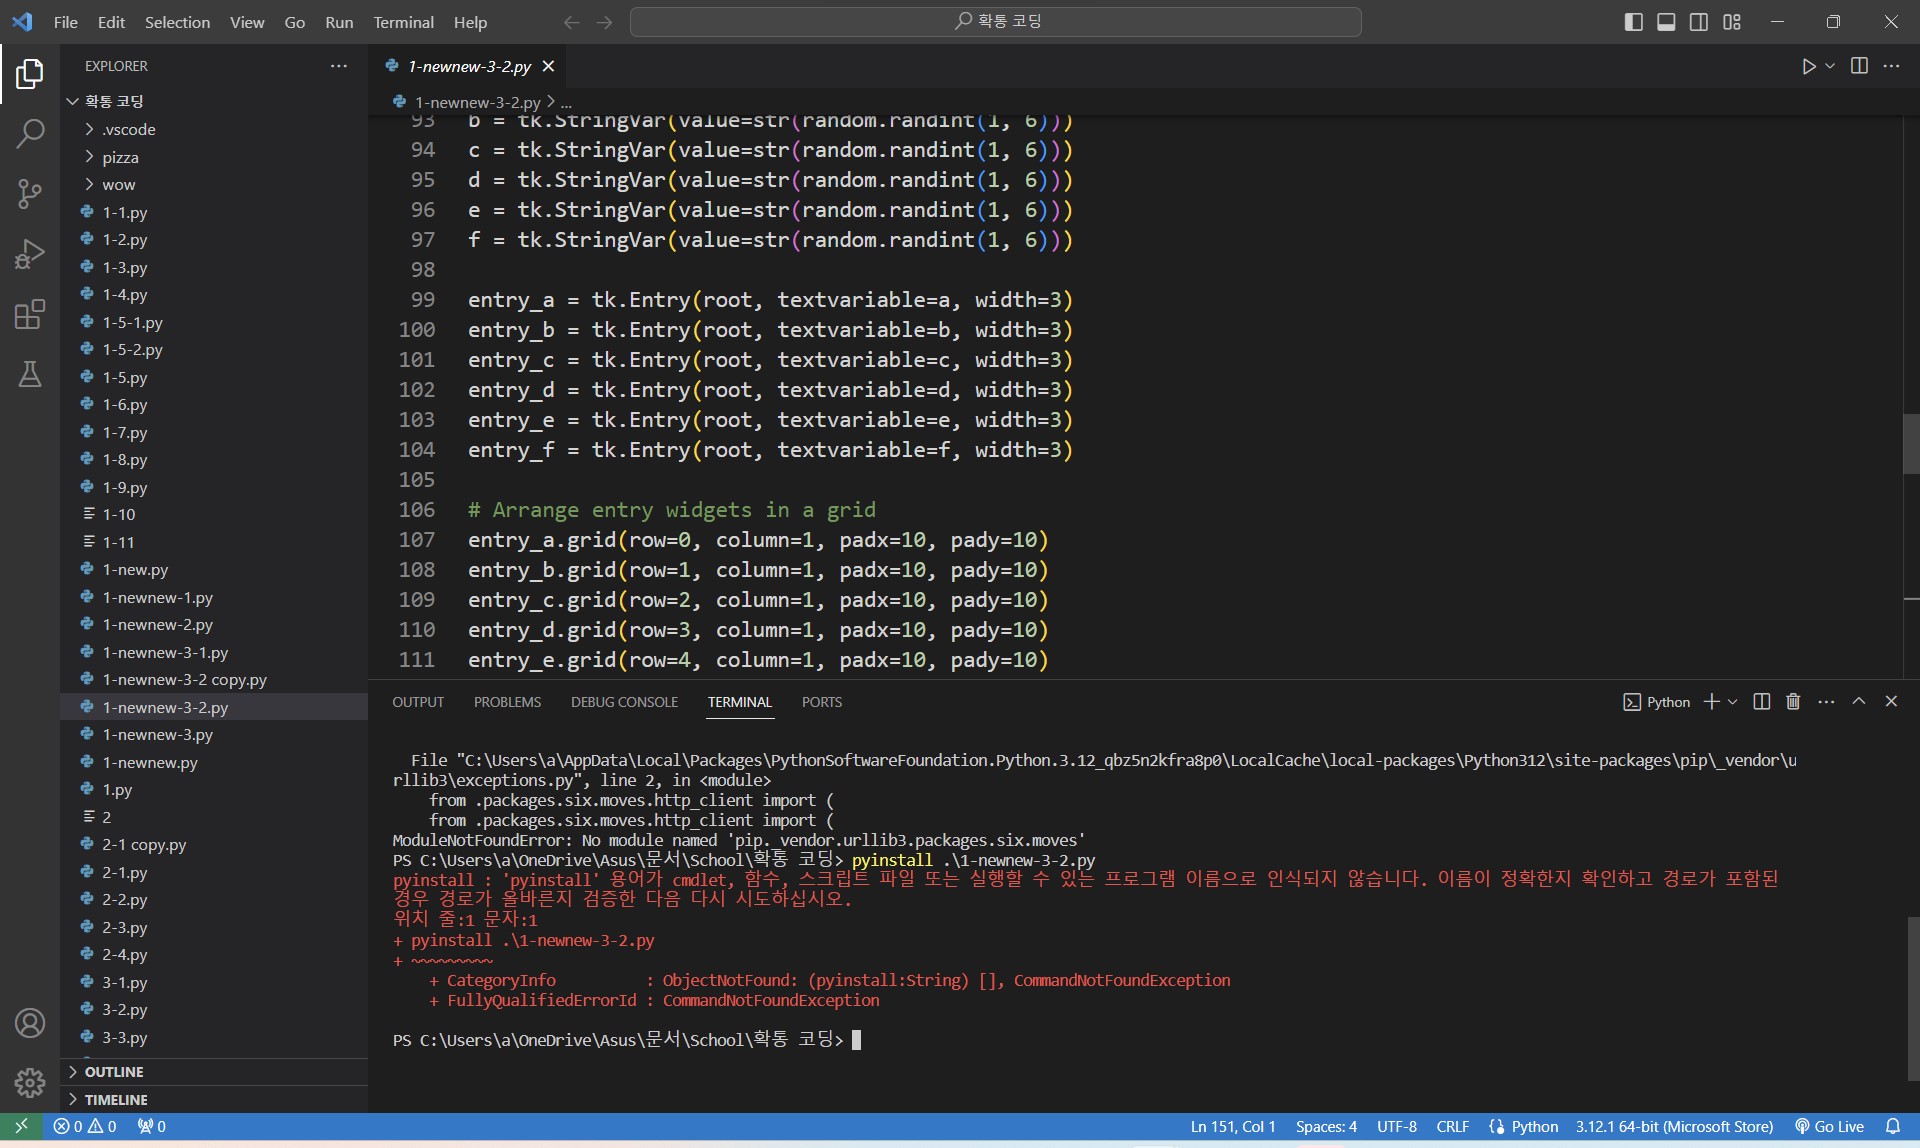 File Edit Selection View Go Run Terminal Help
확통 코딩
EXPLORER
확통 코딩
.vscode
pizza
wow
1-1.py
1-2.py
1-3.py
1-4.py
1-5-1.py
1-5-2.py
1-5.py
1-6.py
1-7.py
1-8.py
1-9.py
1-10
1-11
1-new.py
1-newnew-1.py
1-newnew-2.py
1-newnew-3-1.py
1-newnew-3-2 copy.py
1-newnew-3-2.py
1-newnew-3.py
1-newnew.py
1.py
2
2-1 copy.py
2-1.py
2-2.py
2-3.py
2-4.py
3-1.py
3-2.py
3-3.py
OUTLINE
TIMELINE
1-newnew-3-2.py
1-newnew-3-2.py > ...
93 b = tk.StringVar(value=str(random.randint(1, 6)))
94 c = tk.StringVar(value=str(random.randint(1, 6)))
95 d = tk.StringVar(value=str(random.randint(1, 6)))
96 e = tk.StringVar(value=str(random.randint(1, 6)))
97 f = tk.StringVar(value=str(random.randint(1, 6)))
98
99 entry_a = tk.Entry(root, textvariable=a, width=3)
100 entry_b = tk.Entry(root, textvariable=b, width=3)
101 entry_c = tk.Entry(root, textvariable=c, width=3)
102 entry_d = tk.Entry(root, textvariable=d, width=3)
103 entry_e = tk.Entry(root, textvariable=e, width=3)
104 entry_f = tk.Entry(root, textvariable=f, width=3)
105
106 # Arrange entry widgets in a grid
107 entry_a.grid(row=0, column=1, padx=10, pady=10)
108 entry_b.grid(row=1, column=1, padx=10, pady=10)
109 entry_c.grid(row=2, column=1, padx=10, pady=10)
110 entry_d.grid(row=3, column=1, padx=10, pady=10)
111 entry_e.grid(row=4, column=1, padx=10, pady=10)
OUTPUT PROBLEMS DEBUG CONSOLE TERMINAL PORTS
Python
File "C:\Users\a\AppData\Local\Packages\PythonSoftwareFoundation.Python.3.12_qbz5n2kfra8p0\LocalCache\local-packages\Python312\site-packages\pip\_vendor\u
rllib3\exceptions.py", line 2, in <module>
from .packages.six.moves.http_client import (
from .packages.six.moves.http_client import (
ModuleNotFoundError: No module named 'pip._vendor.urllib3.packages.six.moves'
PS C:\Users\a\OneDrive\Asus\문서\School\확통 코딩> pyinstall .\1-newnew-3-2.py
pyinstall : 'pyinstall' 용어가 cmdlet, 함수, 스크립트 파일 또는 실행할 수 있는 프로그램 이름으로 인식되지 않습니다. 이름이 정확한지 확인하고 경로가 포함된
경우 경로가 올바른지 검증한 다음 다시 시도하십시오.
위치 줄:1 문자:1
+ pyinstall .\1-newnew-3-2.py
+ ~~~~~~~~~
+ CategoryInfo : ObjectNotFound: (pyinstall:String) [], CommandNotFoundException
+ FullyQualifiedErrorId : CommandNotFoundException
PS C:\Users\a\OneDrive\Asus\문서\School\확통 코딩>
0 0 0 Ln 151, Col 1 Spaces: 4 UTF-8 CRLF Python 3.12.1 64-bit (Microsoft Store) Go Live